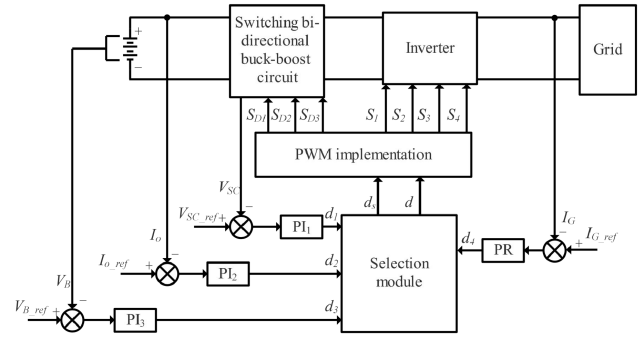 Switching bi-
directional
buck-boost
circuit
Inverter
Grid
+
−
I_o
S_D1 S_D2 S_D3
S_1 S_2 S_3 S_4
PWM implementation
V_SC
d_s d
V_SC_ref + −
PI_1
d_1
I_G
d_4
PR
−
+
I_G_ref
I_o_ref + −
PI_2
d_2
Selection
module
V_B
V_B_ref + −
PI_3
d_3